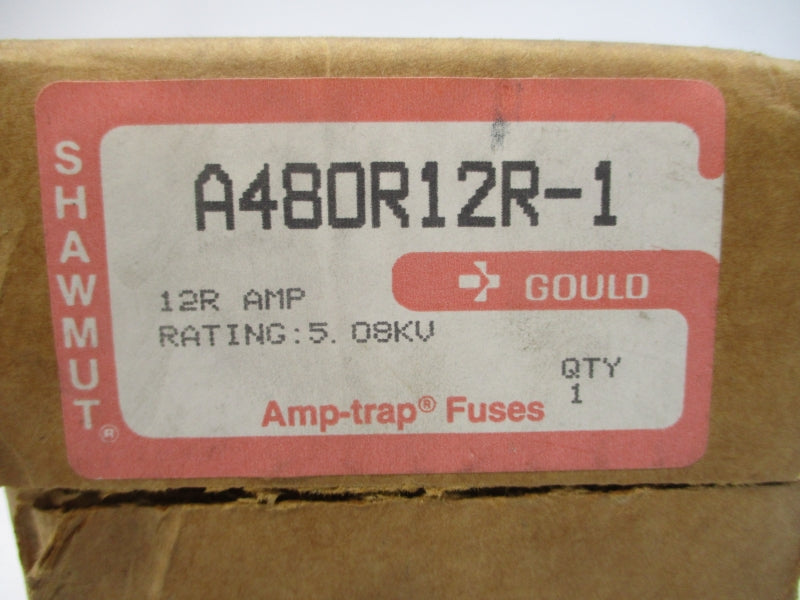 SHAWMUT®
A480R12R-1
GOULD
12R AMP
RATING:5.08KV
QTY
1
Amp-trap® Fuses